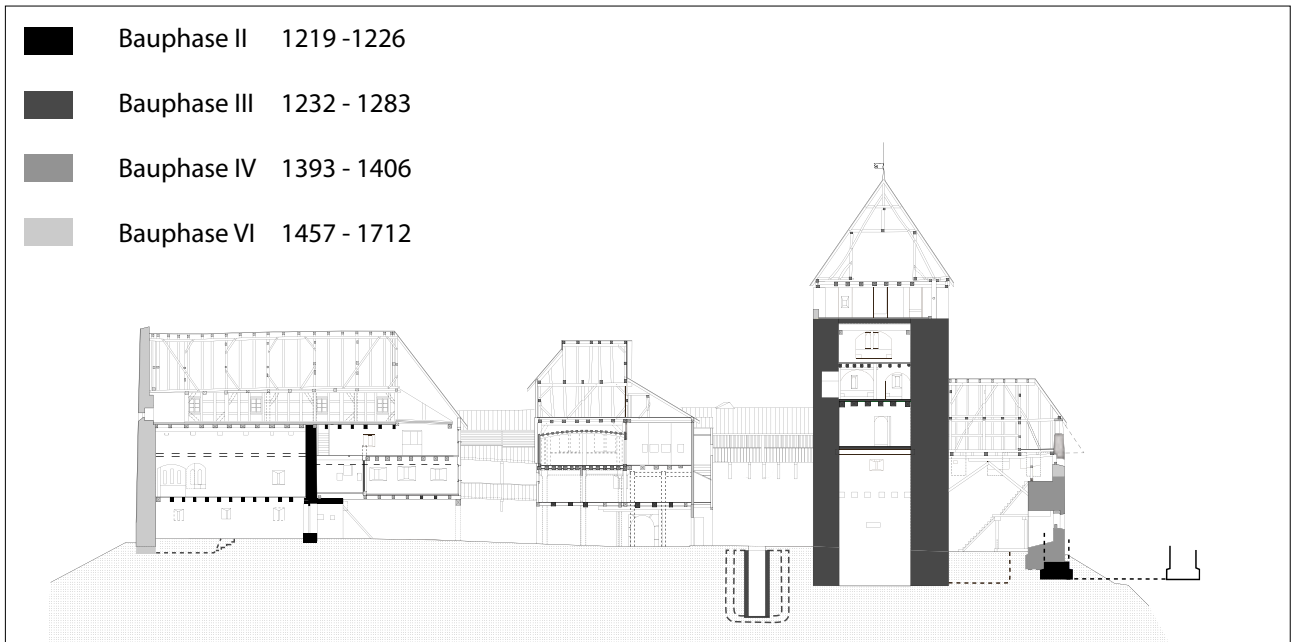 Bauphase II 1219 -1226
Bauphase III 1232 - 1283
Bauphase IV 1393 - 1406
Bauphase VI 1457 - 1712